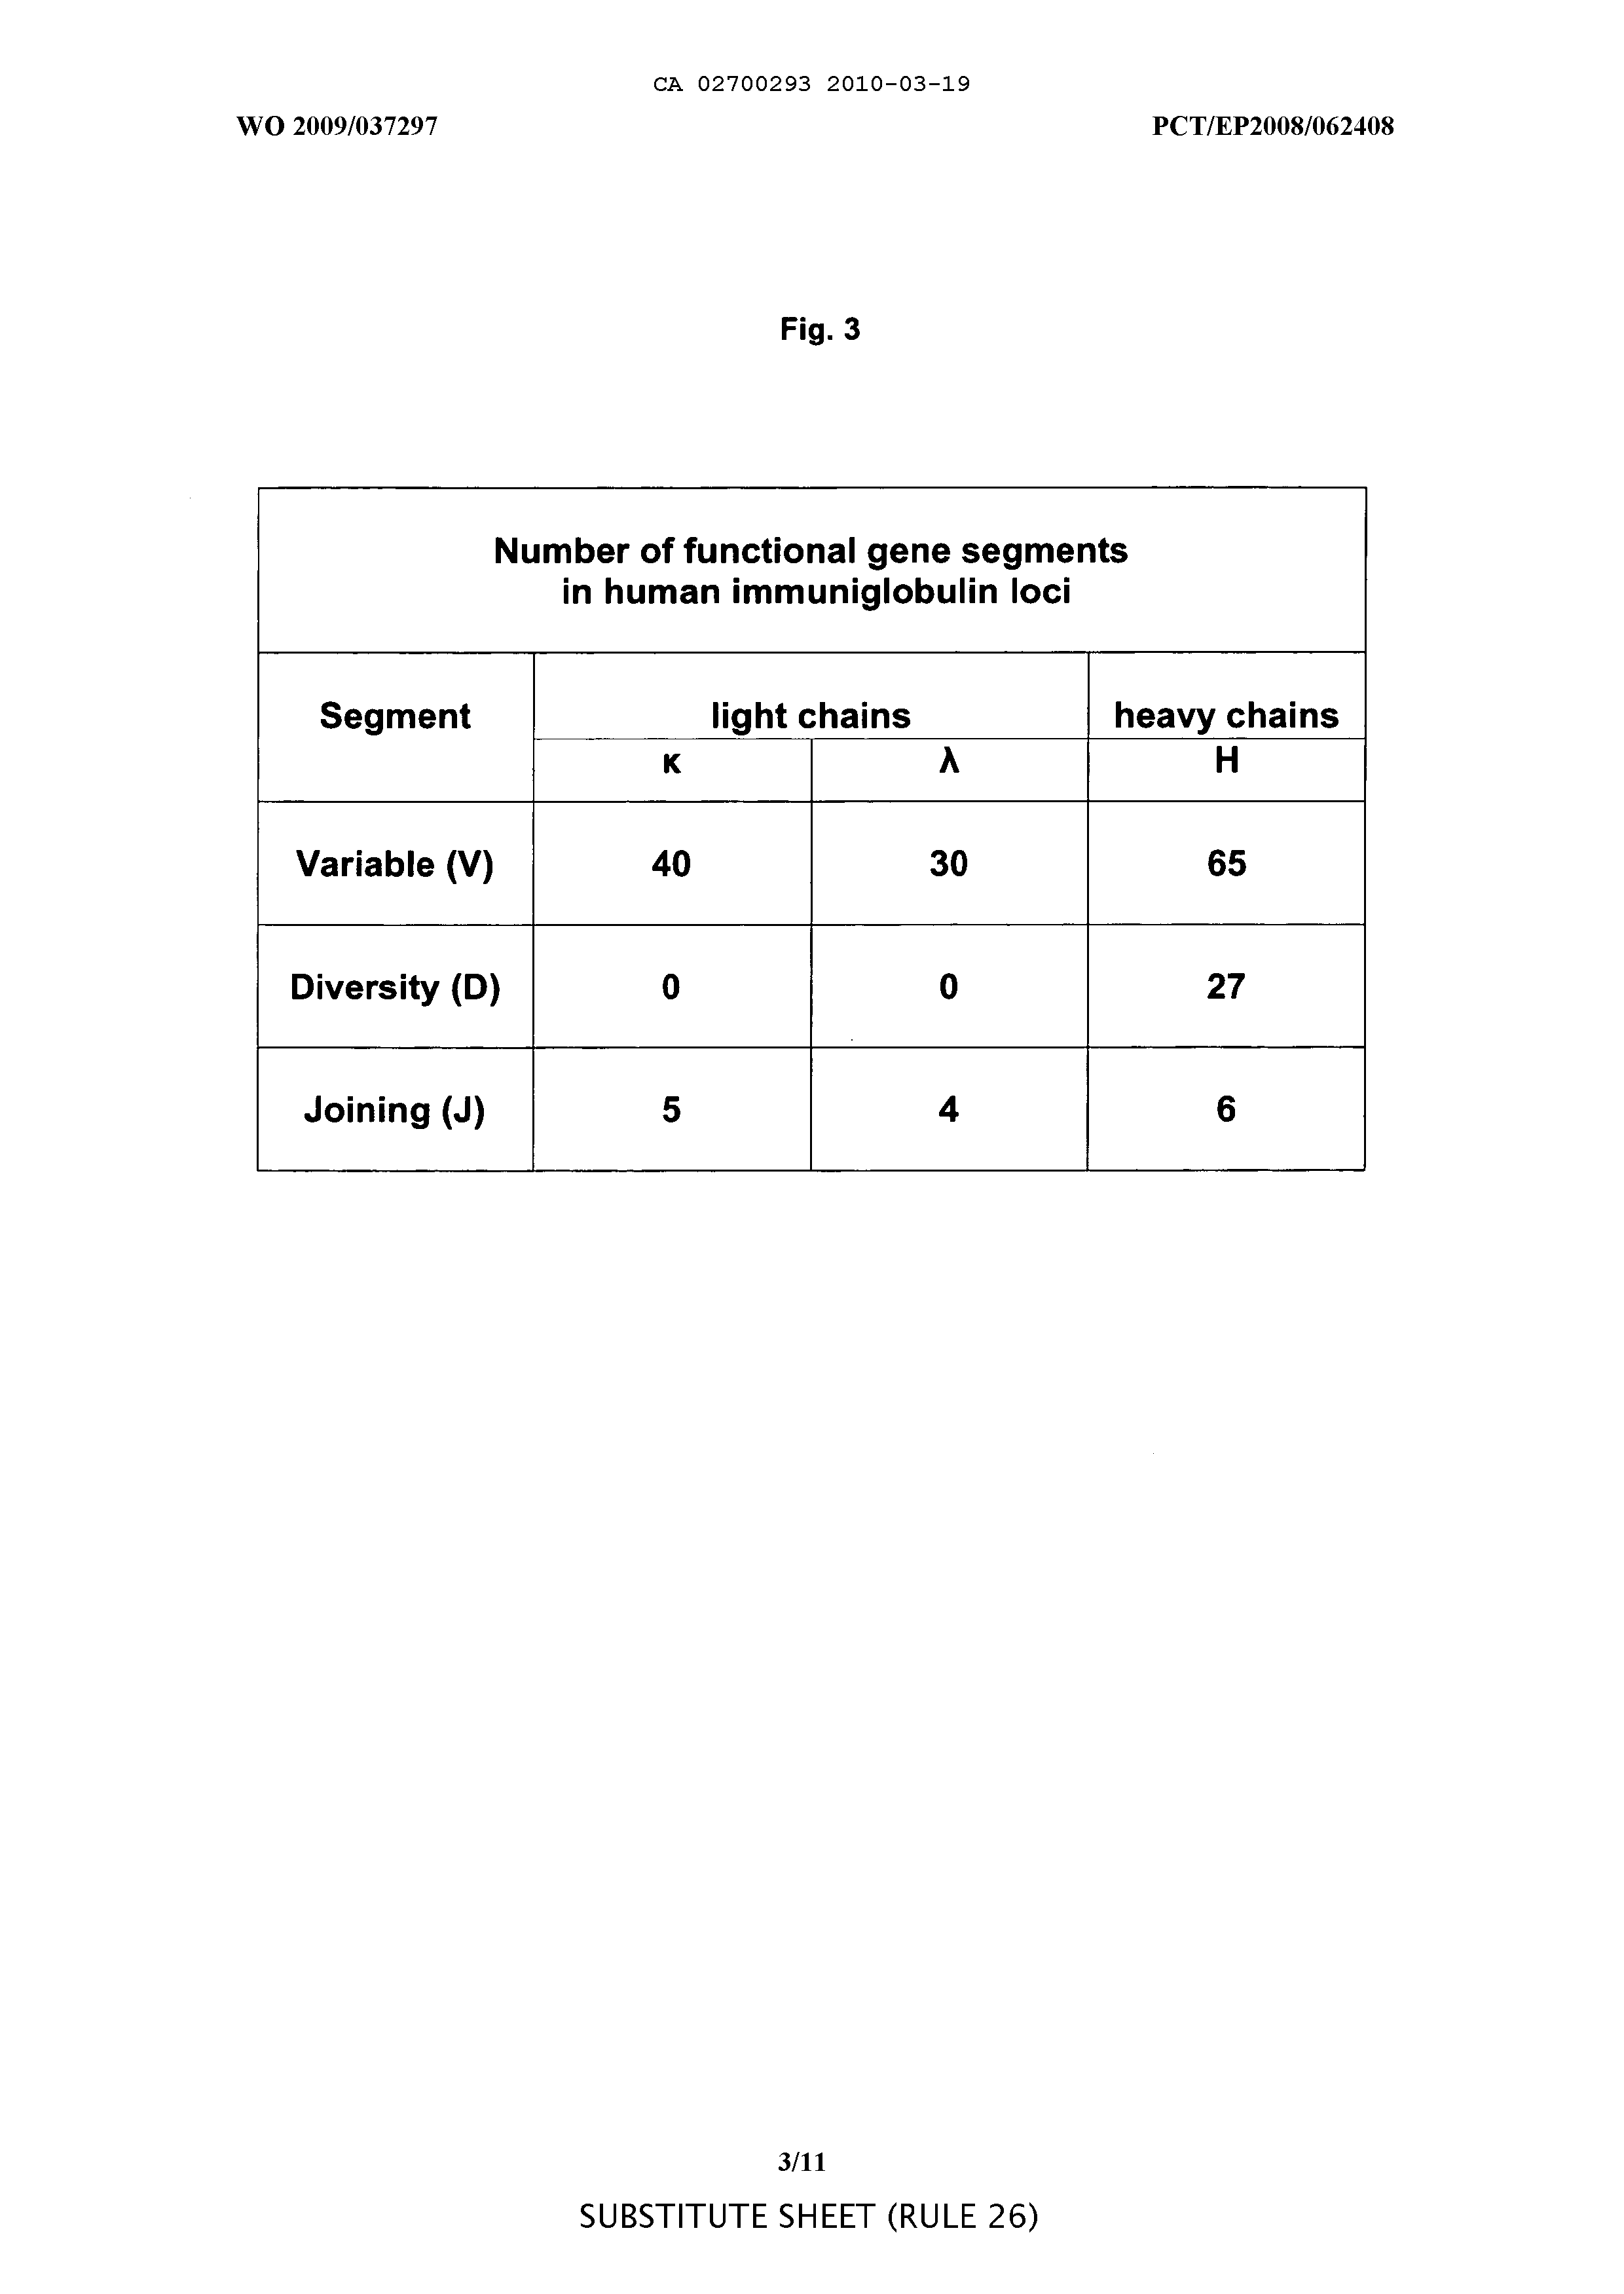 CA 02700293 2010-03-19
WO 2009/037297 PCT/EP2008/062408
Fig. 3
Number of functional gene segments
in human immuniglobulin loci
Segment light chains heavy chains
κ λ H
Variable (V) 40 30 65
Diversity (D) 0 0 27
Joining (J) 5 4 6
3/11
SUBSTITUTE SHEET (RULE 26)